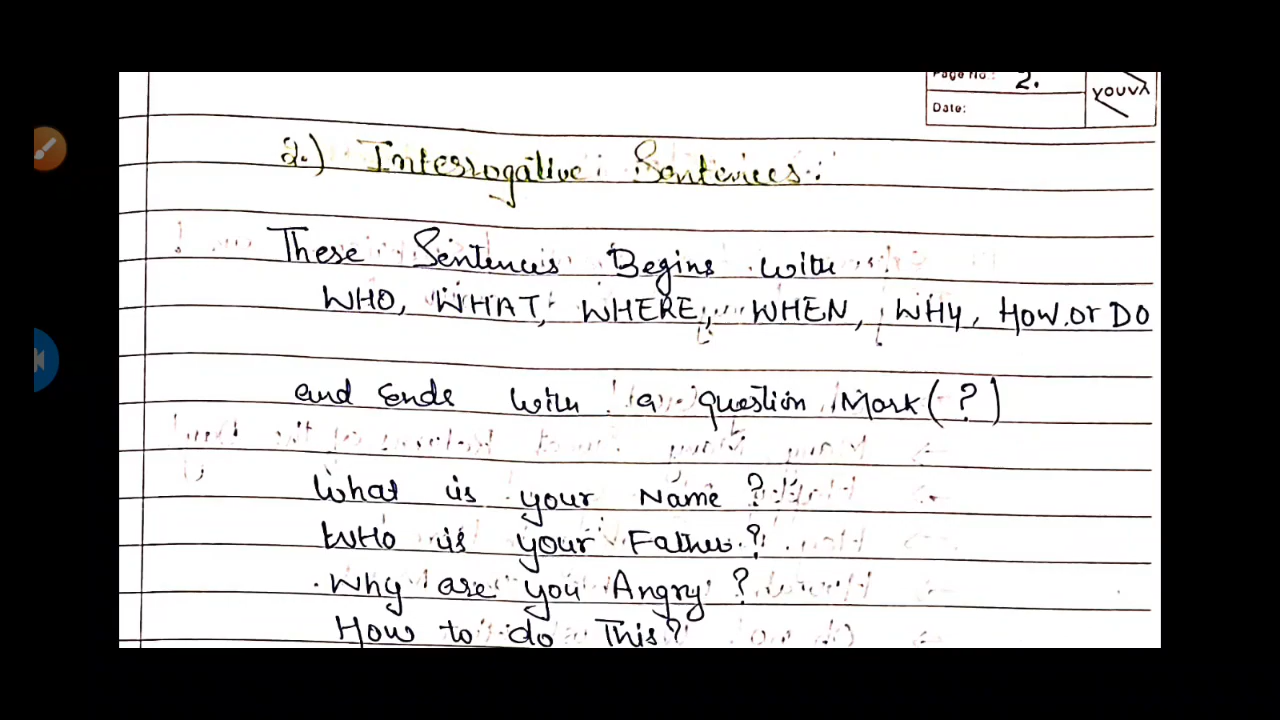 Page No.: 2.
Date:
YOUVA
2.) Interrogative Sentences:
These Sentences Begins with
WHO, WHAT, WHERE, WHEN, WHY, HOW, or DO
and Ends with a question Mark (?)
What is your Name ?
WHO is your Father ?
Why are you Angry ?
How to do This?